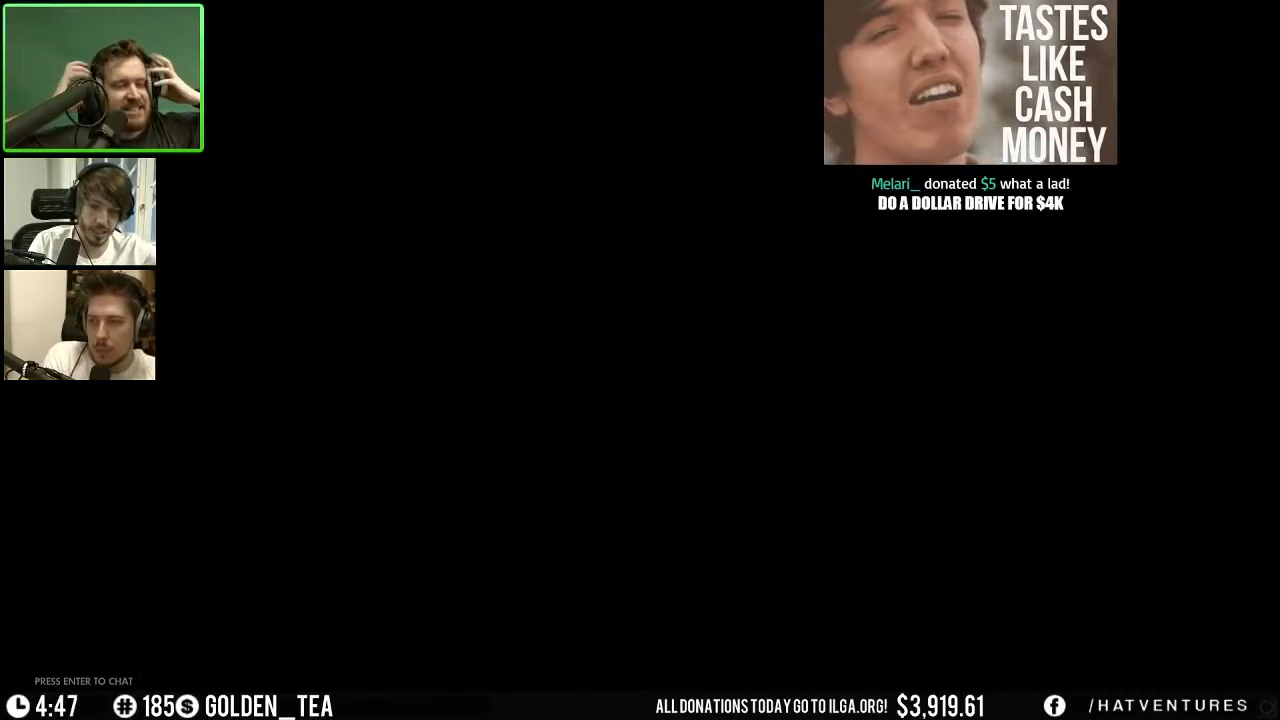 TASTES
LIKE
CASH
MONEY
Melari_ donated $5 what a lad!
DO A DOLLAR DRIVE FOR $4K
PRESS ENTER TO CHAT
4:47
185
GOLDEN_TEA
ALL DONATIONS TODAY GO TO ILGA.ORG!
$3,919.61
/HATVENTURES